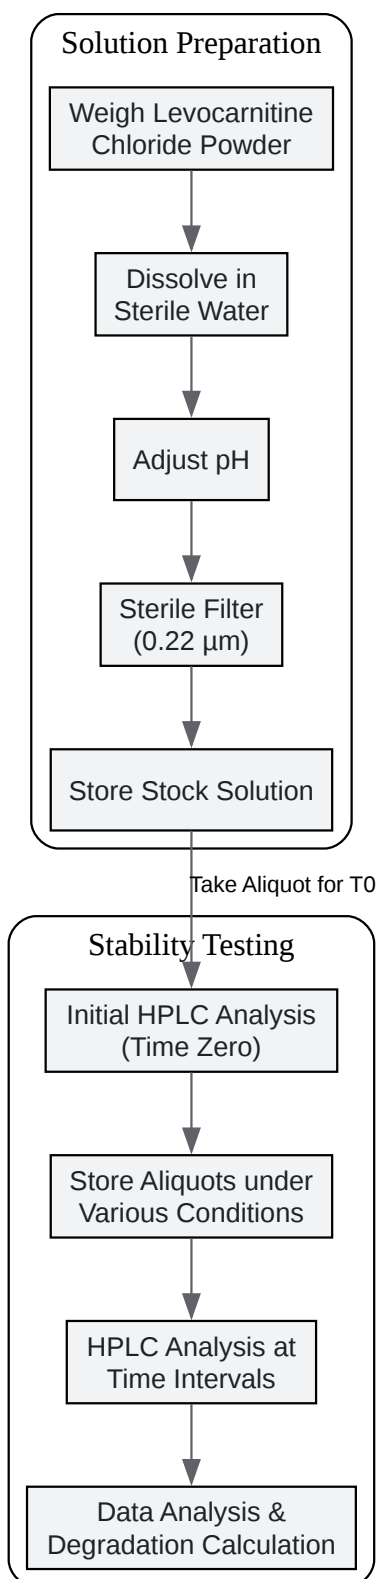 Solution Preparation
Weigh Levocarnitine
Chloride Powder
Dissolve in
Sterile Water
Adjust pH
Sterile Filter
(0.22 µm)
Store Stock Solution
Take Aliquot for T0
Stability Testing
Initial HPLC Analysis
(Time Zero)
Store Aliquots under
Various Conditions
HPLC Analysis at
Time Intervals
Data Analysis &
Degradation Calculation